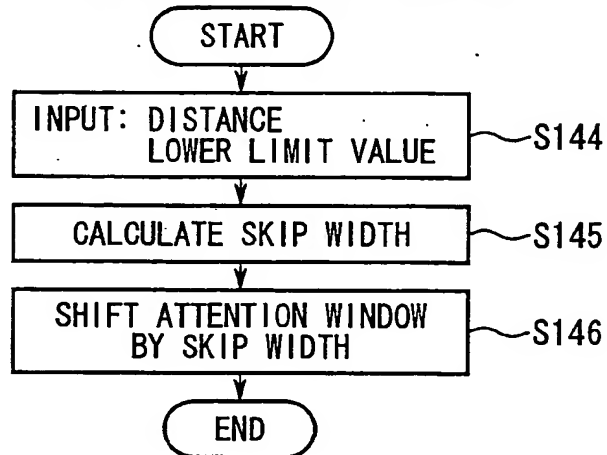 START
INPUT: DISTANCE
LOWER LIMIT VALUE
S144
CALCULATE SKIP WIDTH
S145
SHIFT ATTENTION WINDOW
BY SKIP WIDTH
S146
END